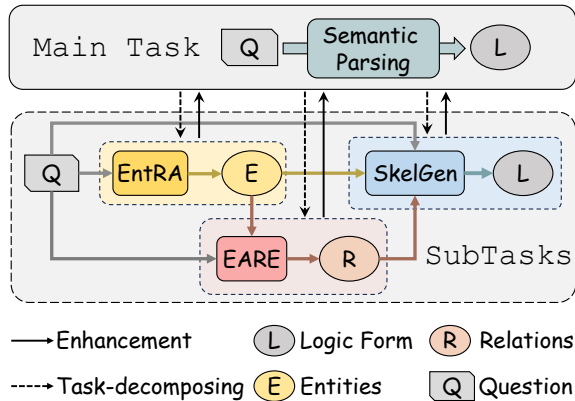 Main Task
Q
Semantic
Parsing
L
Q
EntRA
E
SkelGen
L
EARE
R
SubTasks
Enhancement
L
Logic Form
R
Relations
Task-decomposing
E
Entities
Q
Question